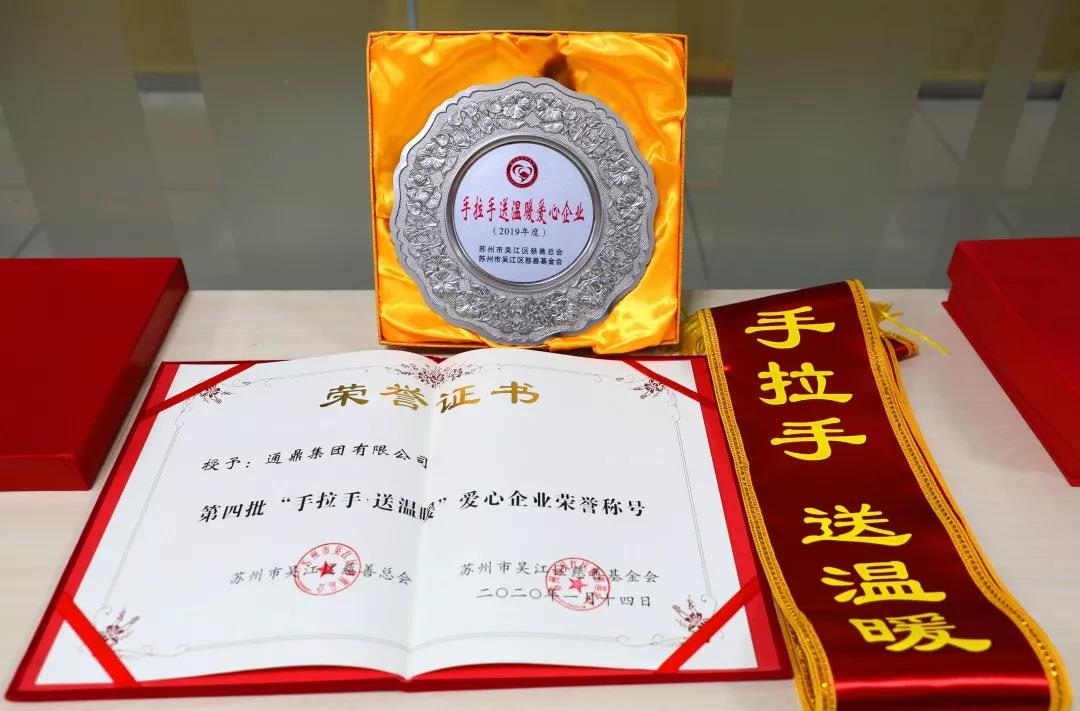 手拉手送温暖爱心企业
(2019年度)
苏州市吴江区慈善总会
苏州市吴江区慈善基金会
荣誉证书
授予：通鼎集团有限公司
第四批“手拉手·送温暖”爱心企业荣誉称号
苏州市吴江区慈善总会
苏州市吴江区慈善基金会
二〇二〇年一月十四日
手拉手 送温暖